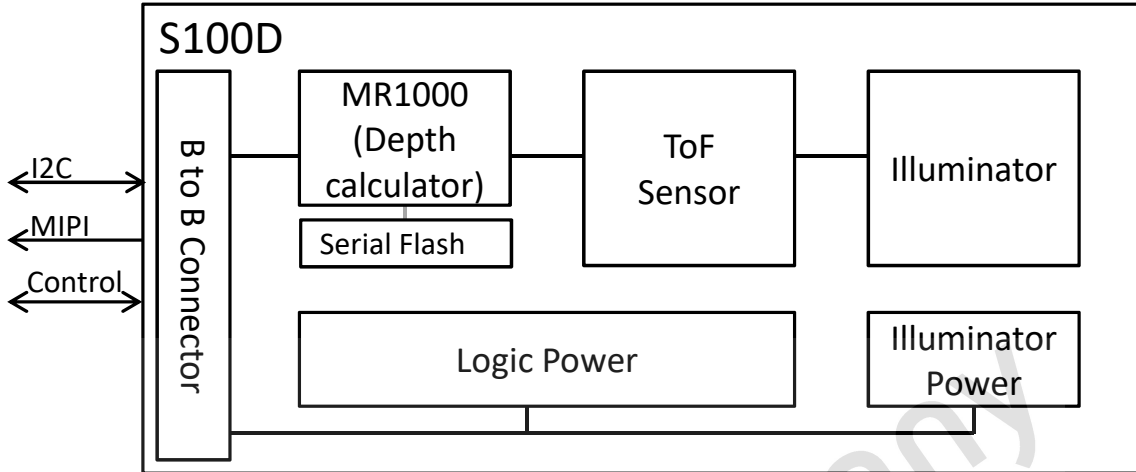 S100D
I2C
MIPI
Control
B to B Connector
MR1000
(Depth
calculator)
Serial Flash
ToF
Sensor
Illuminator
Logic Power
Illuminator
Power